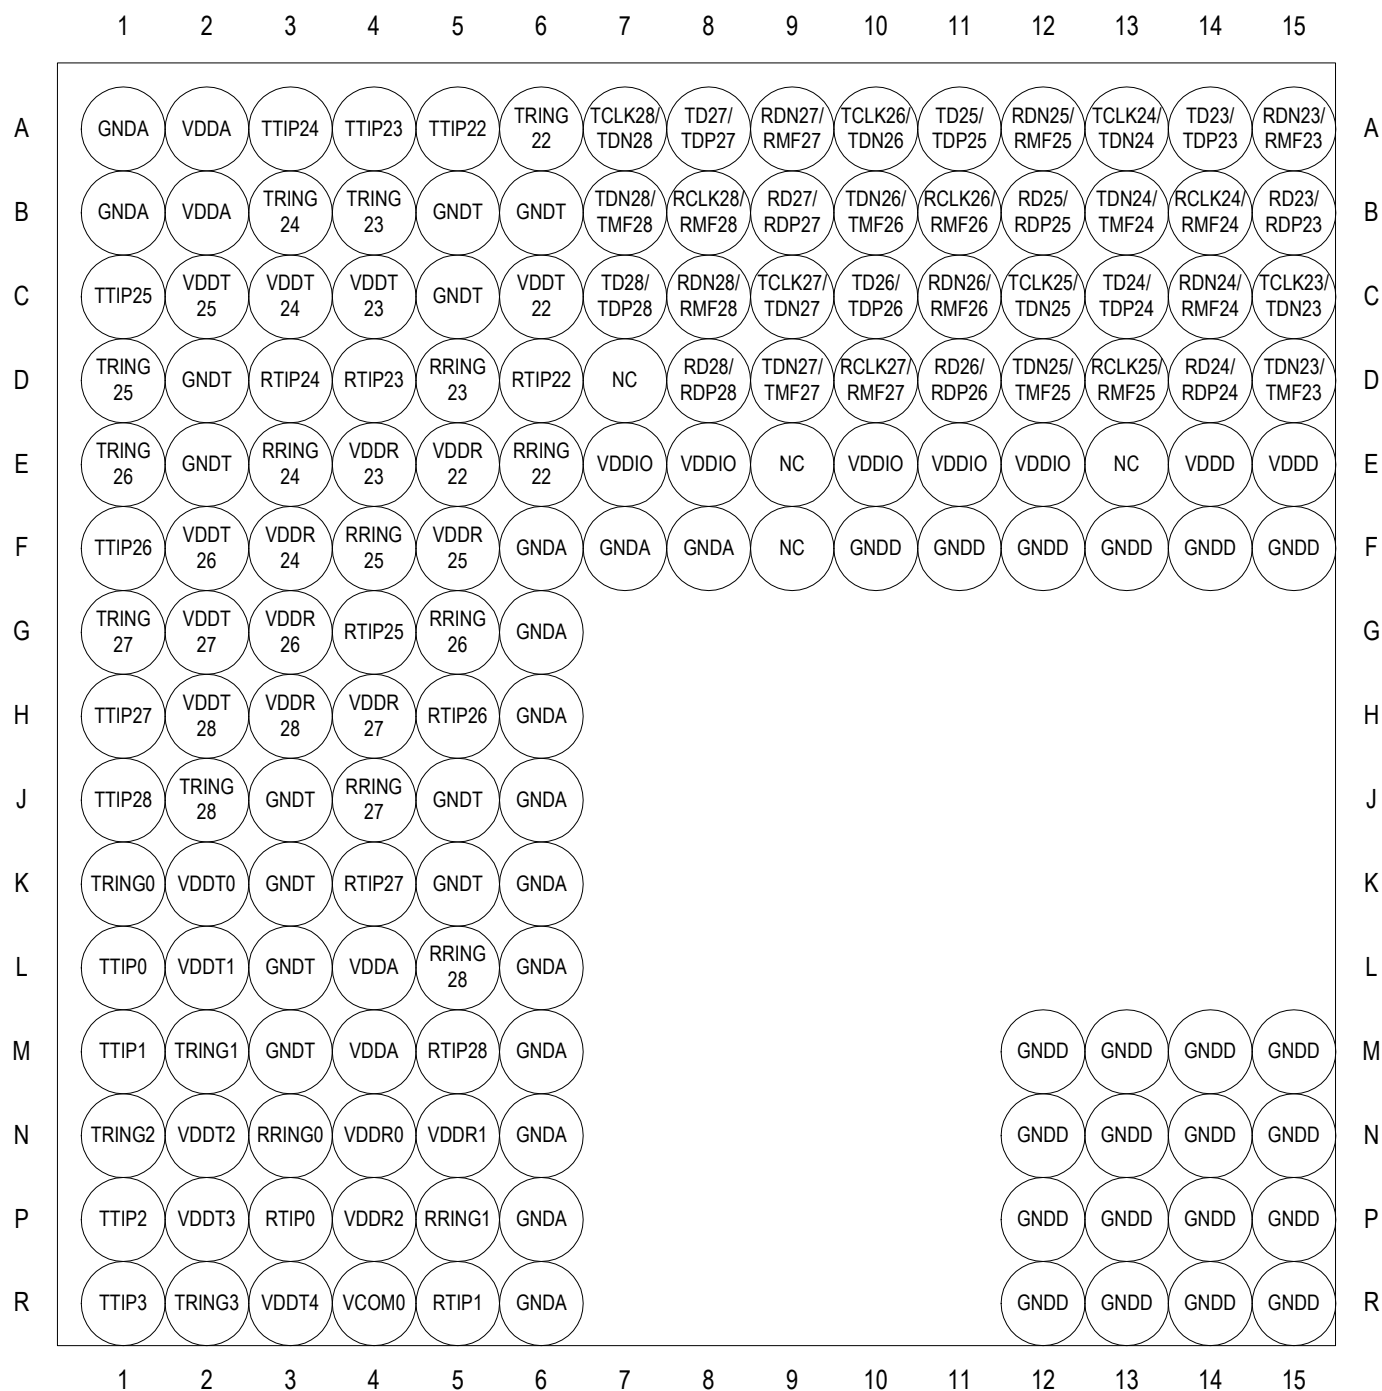 1 2 3 4 5 6 7 8 9 10 11 12 13 14 15
A GNDA VDDA TTIP24 TTIP23 TTIP22 TRING 22 TCLK28/ TDN28 TD27/ TDP27 RDN27/ RMF27 TCLK26/ TDN26 TD25/ TDP25 RDN25/ RMF25 TCLK24/ TDN24 TD23/ TDP23 RDN23/ RMF23 A
B GNDA VDDA TRING 24 TRING 23 GNDT GNDT TDN28/ TMF28 RCLK28/ RMF28 RD27/ RDP27 TDN26/ TMF26 RCLK26/ RMF26 RD25/ RDP25 TDN24/ TMF24 RCLK24/ RMF24 RD23/ RDP23 B
C TTIP25 VDDT 25 VDDT 24 VDDT 23 GNDT VDDT 22 TD28/ TDP28 RDN28/ RMF28 TCLK27/ TDN27 TD26/ TDP26 RDN26/ RMF26 TCLK25/ TDN25 TD24/ TDP24 RDN24/ RMF24 TCLK23/ TDN23 C
D TRING 25 GNDT RTIP24 RTIP23 RRING 23 RTIP22 NC RD28/ RDP28 TDN27/ TMF27 RCLK27/ RMF27 RD26/ RDP26 TDN25/ TMF25 RCLK25/ RMF25 RD24/ RDP24 TDN23/ TMF23 D
E TRING 26 GNDT RRING 24 VDDR 23 VDDR 22 RRING 22 VDDIO VDDIO NC VDDIO VDDIO VDDIO NC VDDD VDDD E
F TTIP26 VDDT 26 VDDR 24 RRING 25 VDDR 25 GNDA GNDA GNDA NC GNDD GNDD GNDD GNDD GNDD GNDD F
G TRING 27 VDDT 27 VDDR 26 RTIP25 RRING 26 GNDA G
H TTIP27 VDDT 28 VDDR 28 VDDR 27 RTIP26 GNDA H
J TTIP28 TRING 28 GNDT RRING 27 GNDT GNDA J
K TRING0 VDDT0 GNDT RTIP27 GNDT GNDA K
L TTIP0 VDDT1 GNDT VDDA RRING 28 GNDA L
M TTIP1 TRING1 GNDT VDDA RTIP28 GNDA GNDD GNDD GNDD GNDD M
N TRING2 VDDT2 RRING0 VDDR0 VDDR1 GNDA GNDD GNDD GNDD GNDD N
P TTIP2 VDDT3 RTIP0 VDDR2 RRING1 GNDA GNDD GNDD GNDD GNDD P
R TTIP3 TRING3 VDDT4 VCOM0 RTIP1 GNDA GNDD GNDD GNDD GNDD R
1 2 3 4 5 6 7 8 9 10 11 12 13 14 15